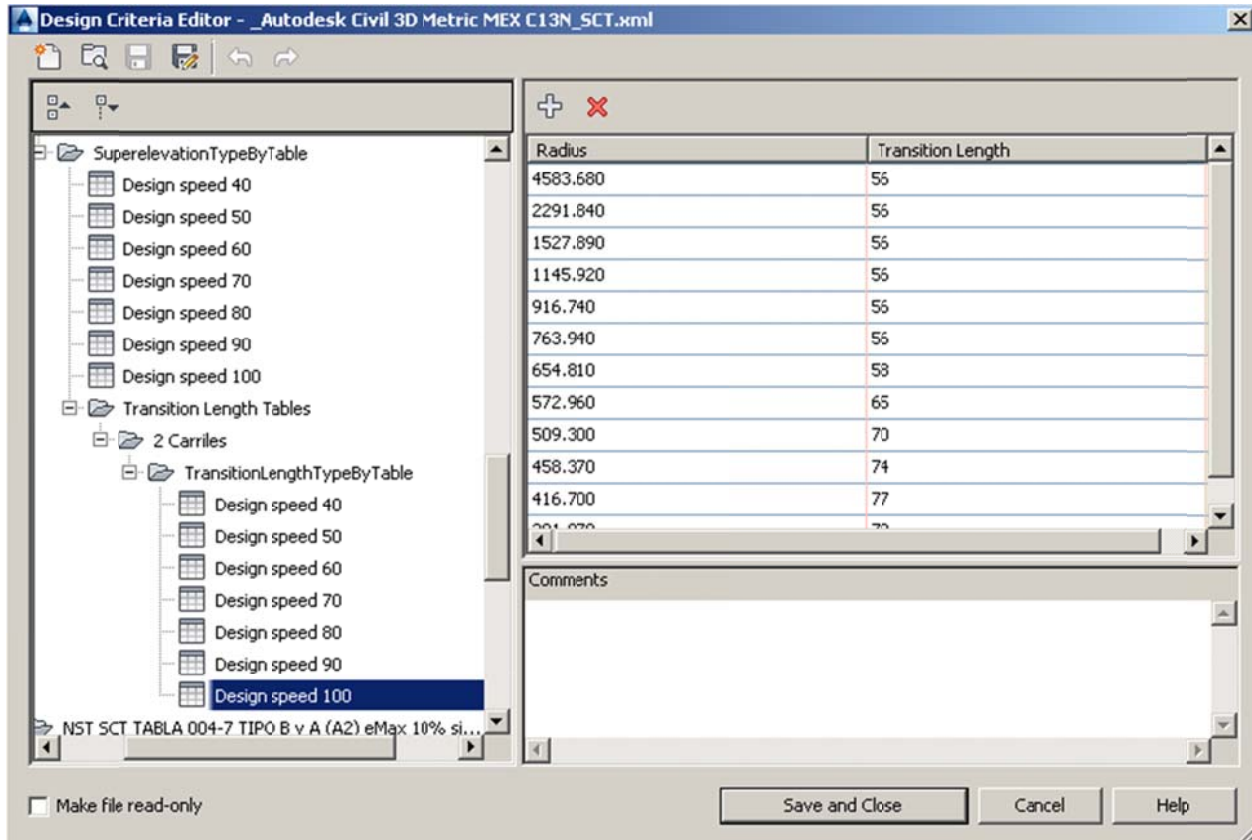 Design Criteria Editor - _Autodesk Civil 3D Metric MEX C13N_SCT.xml
SuperelevationTypeByTable
Design speed 40
Design speed 50
Design speed 60
Design speed 70
Design speed 80
Design speed 90
Design speed 100
Transition Length Tables
2 Carriles
TransitionLengthTypeByTable
Design speed 40
Design speed 50
Design speed 60
Design speed 70
Design speed 80
Design speed 90
Design speed 100
NST SCT TABLA 004-7 TIPO B y A (A2) eMax 10% si...
Radius Transition Length
4583.680 56
2291.840 56
1527.890 56
1145.920 56
916.740 56
763.940 56
654.810 58
572.960 65
509.300 70
458.370 74
416.700 77
Comments
Make file read-only
Save and Close Cancel Help